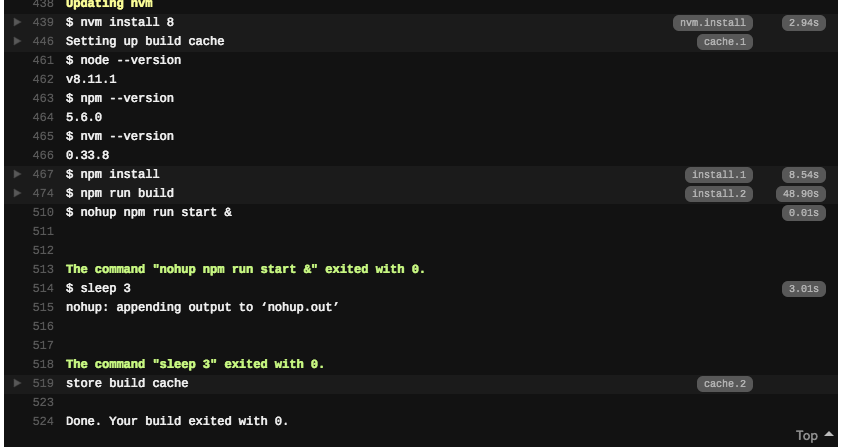 438 Updating nvm
439 $ nvm install 8 nvm.install 2.94s
446 Setting up build cache cache.1
461 $ node --version
462 v8.11.1
463 $ npm --version
464 5.6.0
465 $ nvm --version
466 0.33.8
467 $ npm install install.1 8.54s
474 $ npm run build install.2 48.90s
510 $ nohup npm run start & 0.01s
511
512
513 The command "nohup npm run start &" exited with 0.
514 $ sleep 3 3.01s
515 nohup: appending output to ‘nohup.out’
516
517
518 The command "sleep 3" exited with 0.
519 store build cache cache.2
523
524 Done. Your build exited with 0.
Top